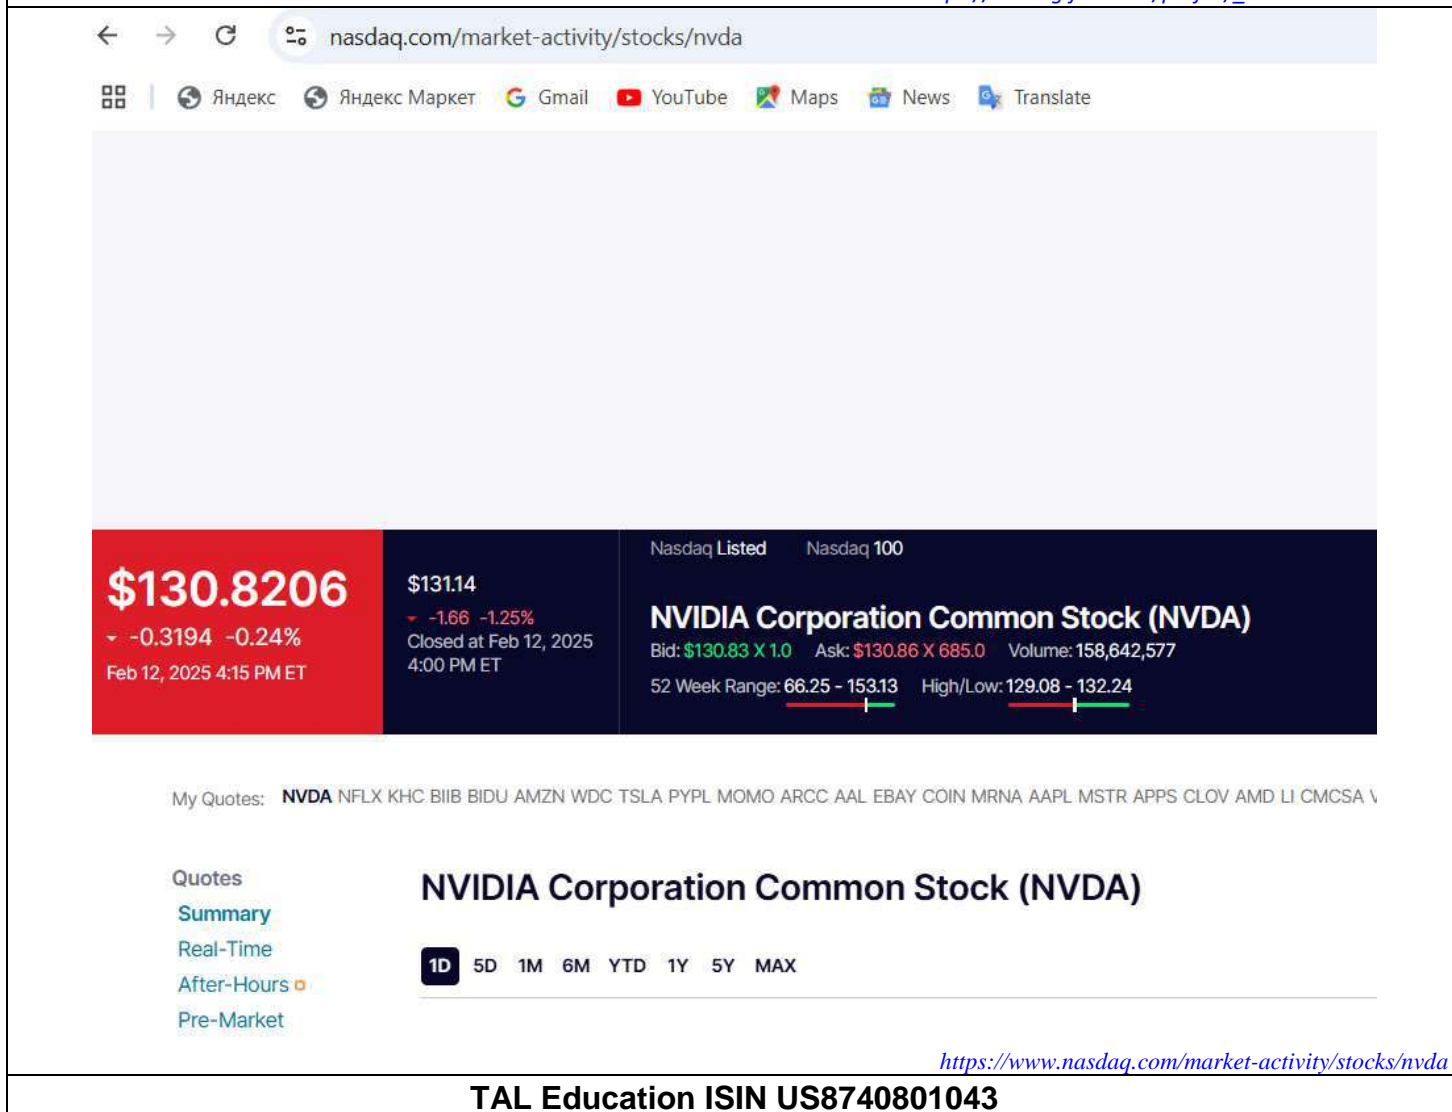 nasdaq.com/market-activity/stocks/nvda
Яндекс Яндекс Маркет Gmail YouTube Maps News Translate
Nasdaq Listed Nasdaq 100
$130.8206
-0.3194 -0.24%
Feb 12, 2025 4:15 PM ET
$131.14
-1.66 -1.25%
Closed at Feb 12, 2025
4:00 PM ET
NVIDIA Corporation Common Stock (NVDA)
Bid: $130.83 X 1.0 Ask: $130.86 X 685.0 Volume: 158,642,577
52 Week Range: 66.25 - 153.13 High/Low: 129.08 - 132.24
My Quotes: NVDA NFLX KHC BIIB BIDU AMZN WDC TSLA PYPL MOMO ARCC AAL EBAY COIN MRNA AAPL MSTR APPS CLOV AMD LI CMCSA
Quotes
Summary
Real-Time
After-Hours
Pre-Market
NVIDIA Corporation Common Stock (NVDA)
1D 5D 1M 6M YTD 1Y 5Y MAX
https://www.nasdaq.com/market-activity/stocks/nvda
TAL Education ISIN US8740801043